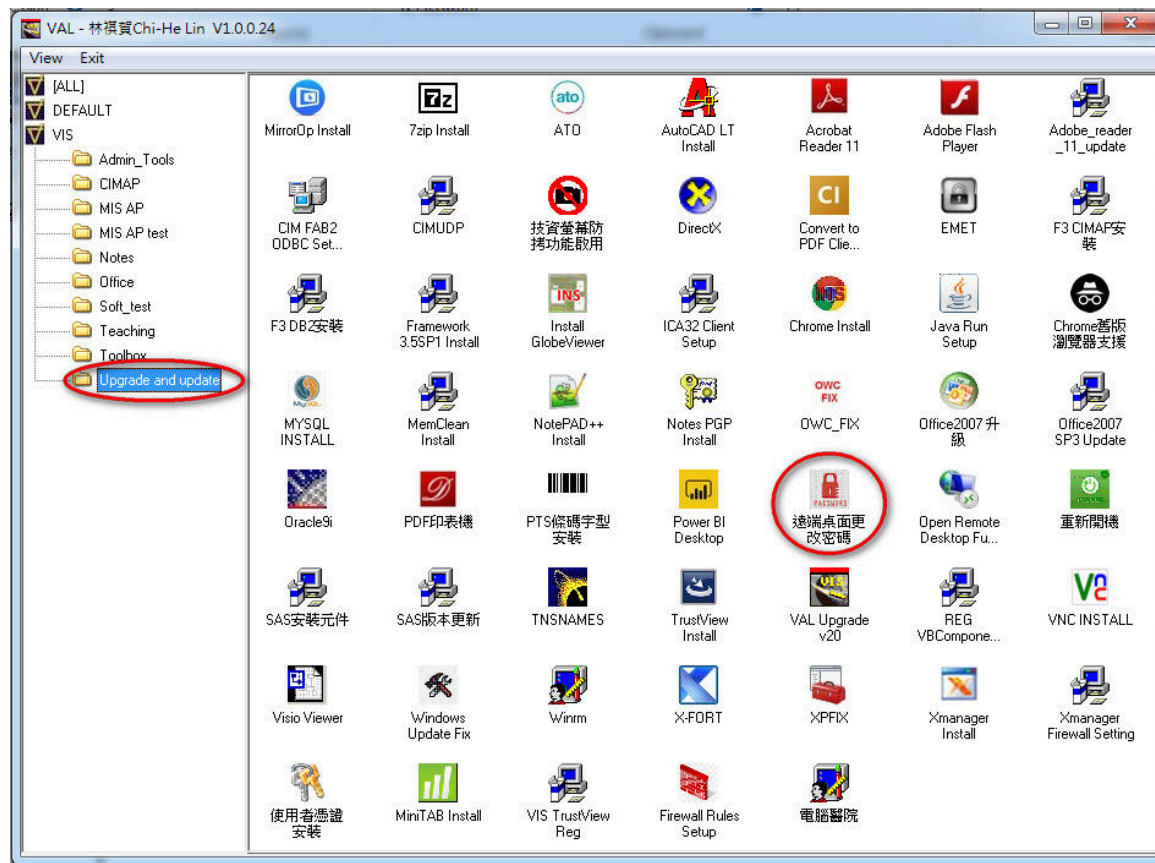 VAL - 林祺賀Chi-He Lin V1.0.0.24
View Exit
[ALL]
DEFAULT
VIS
Admin_Tools
CIMAP
MIS AP
MIS AP test
Notes
Office
Soft_test
Teaching
Toolbox
Upgrade and update
MirrorOp Install
7zip Install
ATO
AutoCAD LT
Install
Acrobat
Reader 11
Adobe Flash
Player
Adobe_reader
_11_update
CIM FAB2
ODBC Set...
CIMUDP
技資螢幕防
拷功能啟用
DirectX
Convert to
PDF Clie...
EMET
F3 CIMAP安
裝
F3 DB2安裝
Framework
3.5SP1 Install
Install
GlobeViewer
ICA32 Client
Setup
Chrome Install
Java Run
Setup
Chrome舊版
瀏覽器支援
MYSQL
INSTALL
MemClean
Install
NotePAD++
Install
Notes PGP
Install
OWC_FIX
Office2007 升
級
Office2007
SP3 Update
Oracle9i
PDF印表機
PTS條碼字型
安裝
Power BI
Desktop
遠端桌面更
改密碼
Open Remote
Desktop Fu...
重新開機
SAS安裝元件
SAS版本更新
TNSNAMES
TrustView
Install
VAL Upgrade
v20
REG
VBCompone...
VNC INSTALL
Visio Viewer
Windows
Update Fix
Winrm
X-FORT
XPFIX
Xmanager
Install
Xmanager
Firewall Setting
使用者憑證
安裝
MiniTAB Install
VIS TrustView
Reg
Firewall Rules
Setup
電腦醫院